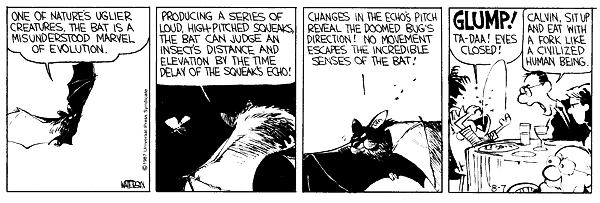 ONE OF NATURE'S UGLIER
CREATURES, THE BAT IS A
MISUNDERSTOOD MARVEL
OF EVOLUTION.
© 1987 Universal Press Syndicate
WATTERSON
PRODUCING A SERIES OF
LOUD, HIGH-PITCHED SQUEAKS,
THE BAT CAN JUDGE AN
INSECT'S DISTANCE AND
ELEVATION BY THE TIME
DELAY OF THE SQUEAK'S ECHO!
CHANGES IN THE ECHO'S PITCH
REVEAL THE DOOMED BUG'S
DIRECTION! NO MOVEMENT
ESCAPES THE INCREDIBLE
SENSES OF THE BAT!
GLUMP!
TA-DAA! EYES
CLOSED!
CALVIN, SIT UP
AND EAT WITH
A FORK LIKE
A CIVILIZED
HUMAN BEING.
8-7